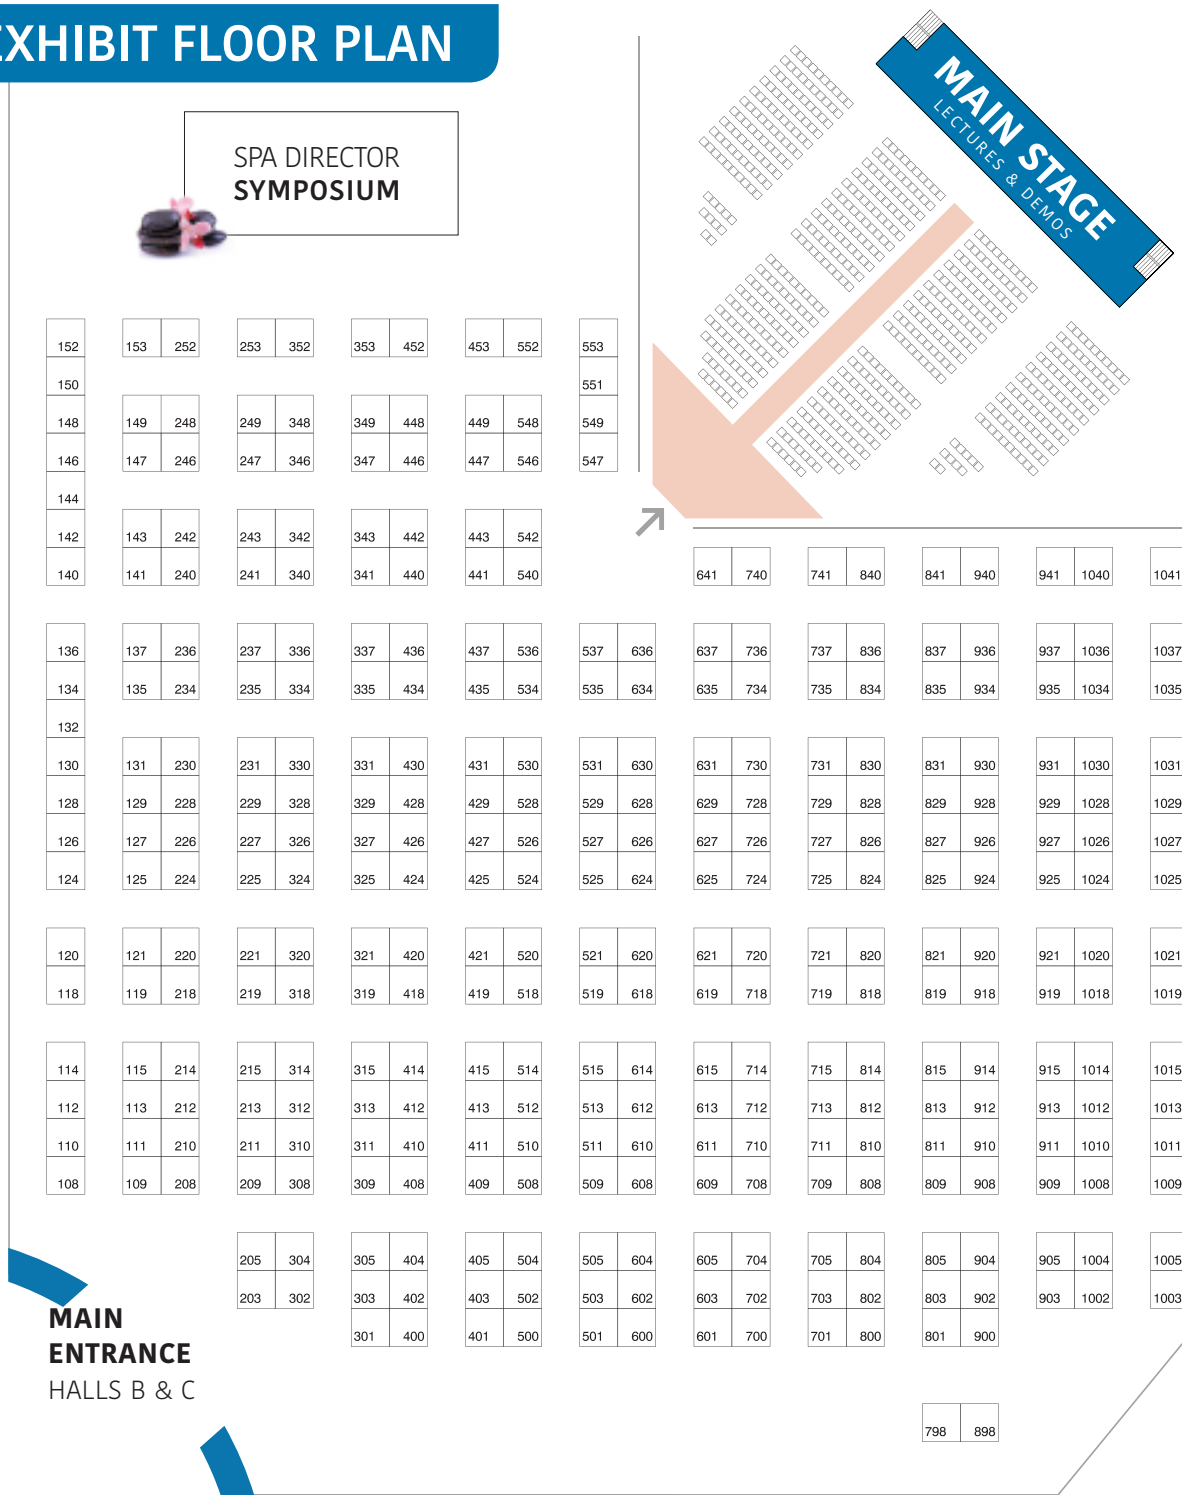 EXHIBIT FLOOR PLAN
SPA DIRECTOR
SYMPOSIUM
MAIN STAGE
LECTURES & DEMOS
152 153 252 253 352 353 452 453 552 553
150 551
148 149 248 249 348 349 448 449 548 549
146 147 246 247 346 347 446 447 546 547
144
142 143 242 243 342 343 442 443 542
140 141 240 241 340 341 440 441 540 641 740 741 840 841 940 941 1040 1041
136 137 236 237 336 337 436 437 536 537 636 637 736 737 836 837 936 937 1036 1037
134 135 234 235 334 335 434 435 534 535 634 635 734 735 834 835 934 935 1034 1035
132
130 131 230 231 330 331 430 431 530 531 630 631 730 731 830 831 930 931 1030 1031
128 129 228 229 328 329 428 429 528 529 628 629 728 729 828 829 928 929 1028 1029
126 127 226 227 326 327 426 427 526 527 626 627 726 727 826 827 926 927 1026 1027
124 125 224 225 324 325 424 425 524 525 624 625 724 725 824 825 924 925 1024 1025
120 121 220 221 320 321 420 421 520 521 620 621 720 721 820 821 920 921 1020 1021
118 119 218 219 318 319 418 419 518 519 618 619 718 719 818 819 918 919 1018 1019
114 115 214 215 314 315 414 415 514 515 614 615 714 715 814 815 914 915 1014 1015
112 113 212 213 312 313 412 413 512 513 612 613 712 713 812 813 912 913 1012 1013
110 111 210 211 310 311 410 411 510 511 610 611 710 711 810 811 910 911 1010 1011
108 109 208 209 308 309 408 409 508 509 608 609 708 709 808 809 908 909 1008 1009
205 304 305 404 405 504 505 604 605 704 705 804 805 904 905 1004 1005
203 302 303 402 403 502 503 602 603 702 703 802 803 902 903 1002 1003
301 400 401 500 501 600 601 700 701 800 801 900
MAIN
ENTRANCE
HALLS B & C
798 898